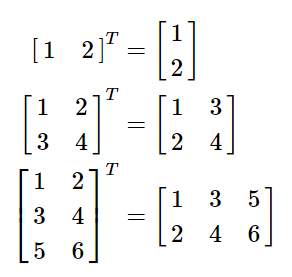 [1 2]^T = [1
2]
[1 2
3 4]^T = [1 3
2 4]
[1 2
3 4
5 6]^T = [1 3 5
2 4 6]